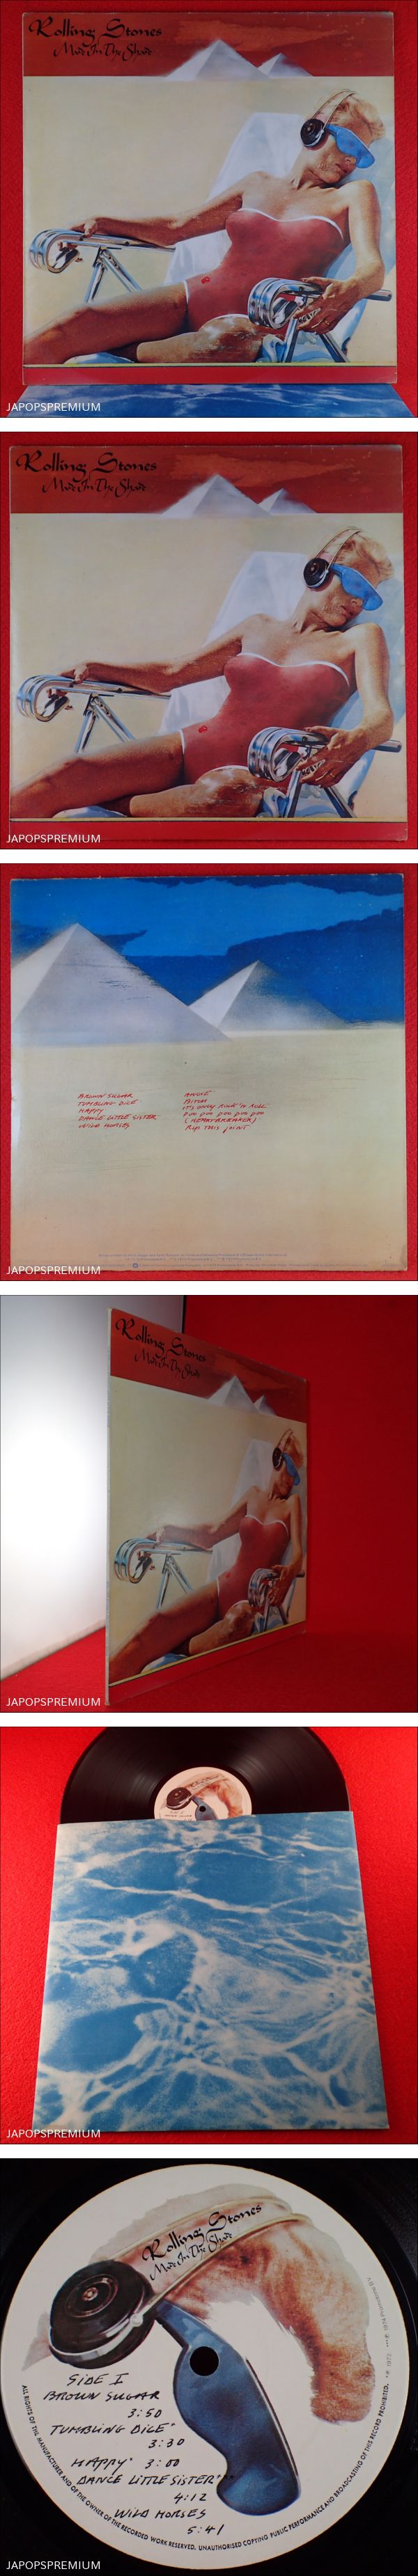 Rolling Stones
Made In The Shade
JAPOPSPREMIUM
Rolling Stones
Made In The Shade
JAPOPSPREMIUM
BROWN SUGAR
TUMBLING DICE
HAPPY
DANCE LITTLE SISTER
WILD HORSES
ANGIE
BITCH
IT'S ONLY ROCK 'n ROLL
Doo Doo Doo Doo Doo
(HEARTBREAKER)
Rip This Joint
JAPOPSPREMIUM
Rolling Stones
Made In The Shade
JAPOPSPREMIUM
JAPOPSPREMIUM
Rolling Stones
Made In The Shade
SIDE I
BROWN SUGAR
3:50
TUMBLING DICE*
3:30
HAPPY* 3:00
DANCE LITTLE SISTER**
4:12
WILD HORSES
5:41
ALL RIGHTS OF THE MANUFACTURER AND OF THE OWNER OF THE RECORDED WORK RESERVED. UNAUTHORISED COPYING PUBLIC PERFORMANCE AND BROADCASTING OF THIS RECORD PROHIBITED.
JAPOPSPREMIUM